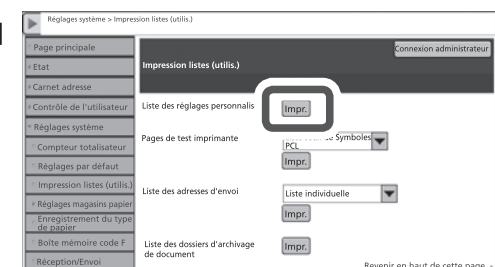 Réglages système > Impression listes (utilis.)
Page principale
Etat
Carnet adresse
Contrôle de l'utilisateur
Réglages système
Compteur totalisateur
Réglages par défaut
Impression listes (utilis.)
Réglages magasins papier
Enregistrement du type
de papier
Boîte mémoire code F
Réception/Envoi
Connexion administrateur
Impression listes (utilis.)
Liste des réglages personnalis
Impr.
Pages de test imprimante
de Symboles
PCL
Impr.
Liste des adresses d'envoi
Liste individuelle
Impr.
Liste des dossiers d'archivage
de document
Impr.
Revenir en haut de cette page